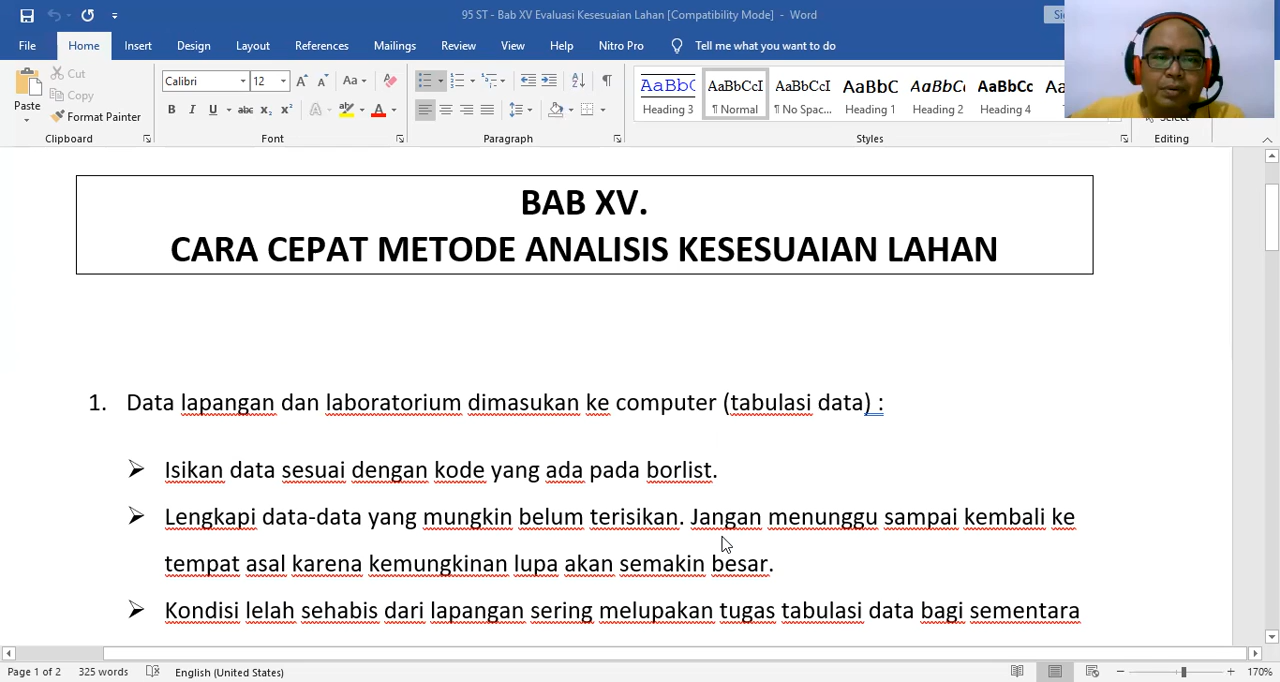 95 ST - Bab XV Evaluasi Kesesuaian Lahan [Compatibility Mode] - Word
File Home Insert Design Layout References Mailings Review View Help Nitro Pro Tell me what you want to do
Paste
Cut
Copy
Format Painter
Clipboard
Calibri 12
Font
Paragraph
AaBbC AaBbCcI AaBbCcI AaBbC AaBbCc AaBbCc
Heading 3 ¶ Normal ¶ No Spac... Heading 1 Heading 2 Heading 4
Styles
Select
Editing
BAB XV.
CARA CEPAT METODE ANALISIS KESESUAIAN LAHAN
1. Data lapangan dan laboratorium dimasukan ke computer (tabulasi data) :
➢ Isikan data sesuai dengan kode yang ada pada borlist.
➢ Lengkapi data-data yang mungkin belum terisikan. Jangan menunggu sampai kembali ke
tempat asal karena kemungkinan lupa akan semakin besar.
➢ Kondisi lelah sehabis dari lapangan sering melupakan tugas tabulasi data bagi sementara
Page 1 of 2 325 words English (United States) 170%